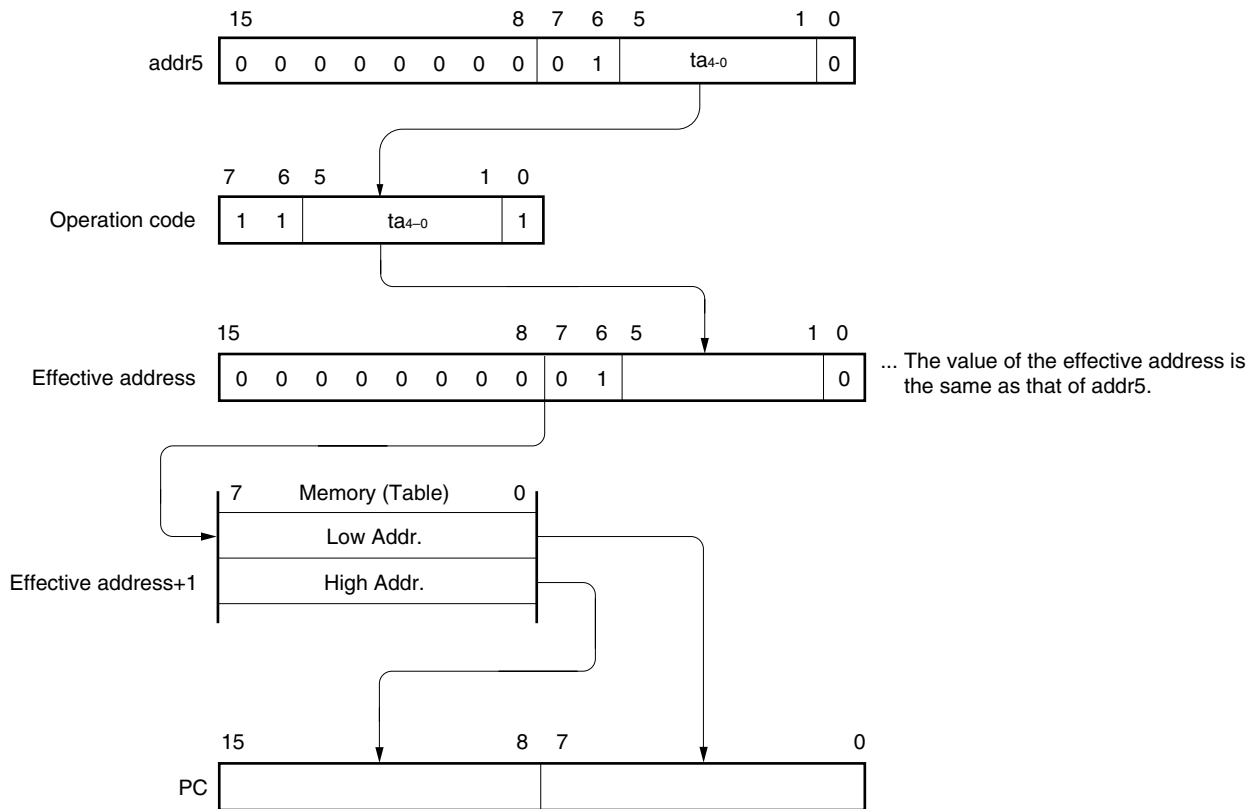 15 8 7 6 5 1 0
addr5 0 0 0 0 0 0 0 0 0 1 ta4-0 0
7 6 5 1 0
Operation code 1 1 ta4–0 1
15 8 7 6 5 1 0
Effective address 0 0 0 0 0 0 0 0 0 1 0 ... The value of the effective address is
the same as that of addr5.
7 Memory (Table) 0
Low Addr.
Effective address+1 High Addr.
15 8 7 0
PC